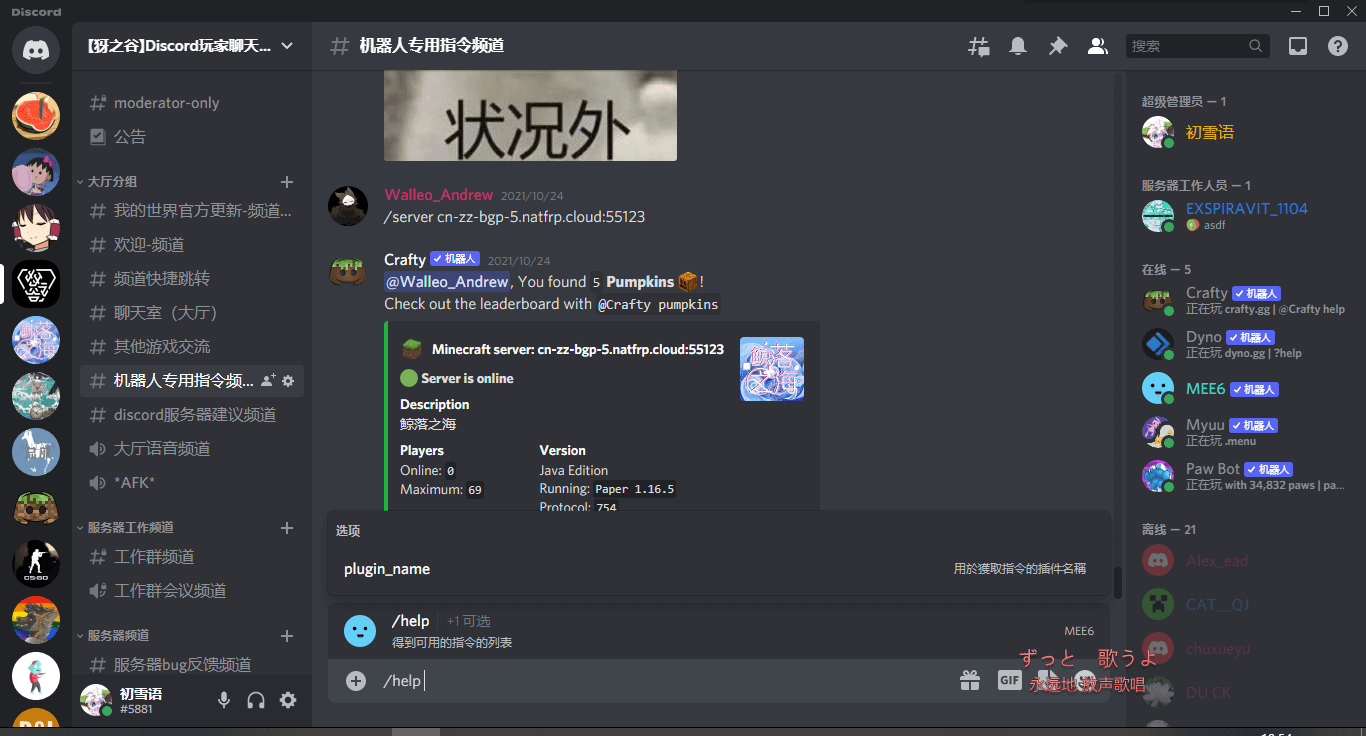 Discord
【犽之谷】Discord玩家聊天...
moderator-only
公告
大厅分组
我的世界官方更新-频道...
欢迎-频道
频道快捷跳转
聊天室（大厅）
其他游戏交流
机器人专用指令频...
discord服务器建议频道
大厅语音频道
*AFK*
服务器工作频道
工作群频道
工作群会议频道
服务器频道
服务器bug反馈频道
初雪语
#5881
CS:GO
机器人专用指令频道
搜索
状况外
Walleo_Andrew 2021/10/24
/server cn-zz-bgp-5.natfrp.cloud:55123
Crafty 机器人 2021/10/24
@Walleo_Andrew, You found 5 Pumpkins !
Check out the leaderboard with @Crafty pumpkins
Minecraft server: cn-zz-bgp-5.natfrp.cloud:55123
鲸落之海
Server is online
Description
鲸落之海
Players
Online: 0
Maximum: 69
Version
Java Edition
Running: Paper 1.16.5
Protocol: 754
选项
plugin_name 用於獲取指令的插件名稱
/help +1 可选
得到可用的指令的列表
MEE6
/help
GIF
ずっと 歌うよ
永远地 放声歌唱
超级管理员 — 1
初雪语
服务器工作人员 — 1
EXSPIRAVIT_1104
asdf
在线 — 5
Crafty 机器人
正在玩 crafty.gg | @Crafty help
Dyno 机器人
正在玩 dyno.gg | ?help
MEE6 机器人
Myuu 机器人
正在玩 .menu
Paw Bot 机器人
正在玩 with 34,832 paws | pa...
离线 — 21
Alex_ead
CAT__QJ
chuxueyu
DU CK